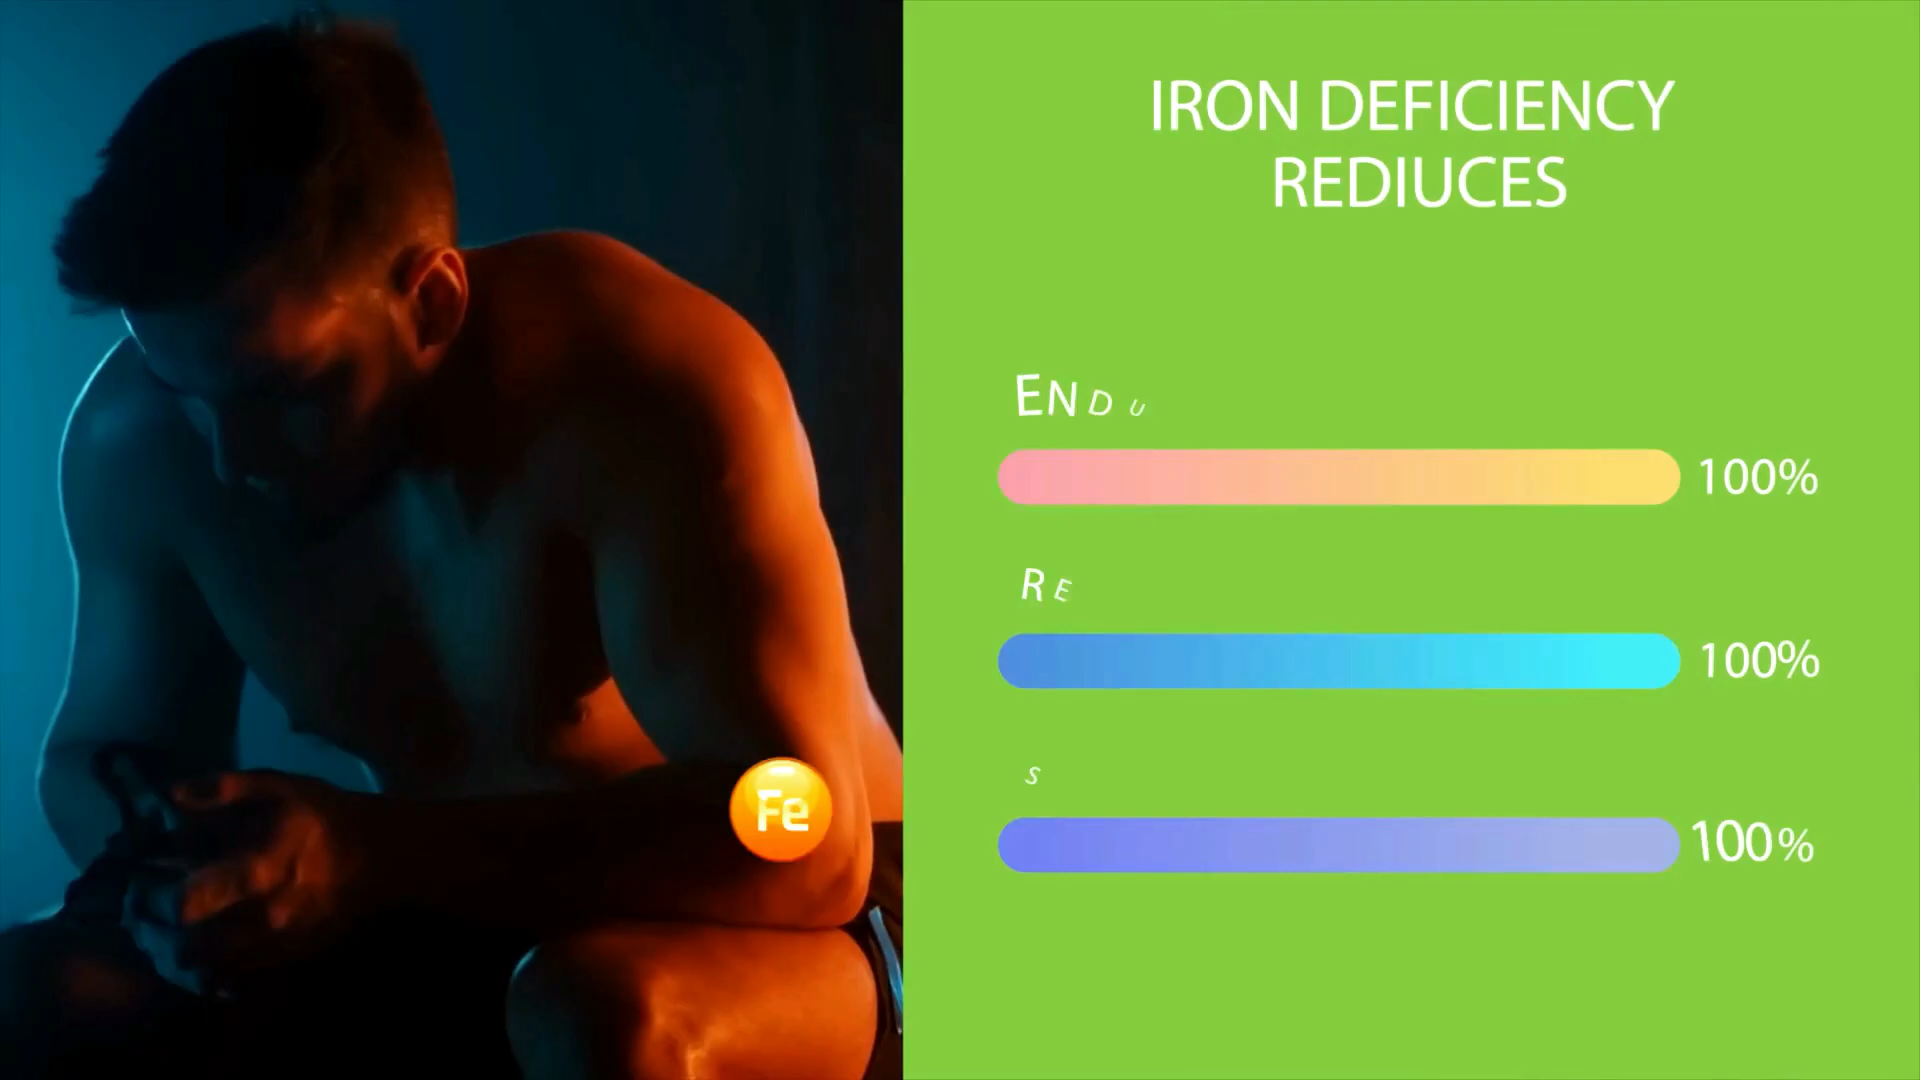 IRON DEFICIENCY
REDIUCES
ENDU
100%
RE
100%
S
100%
Fe